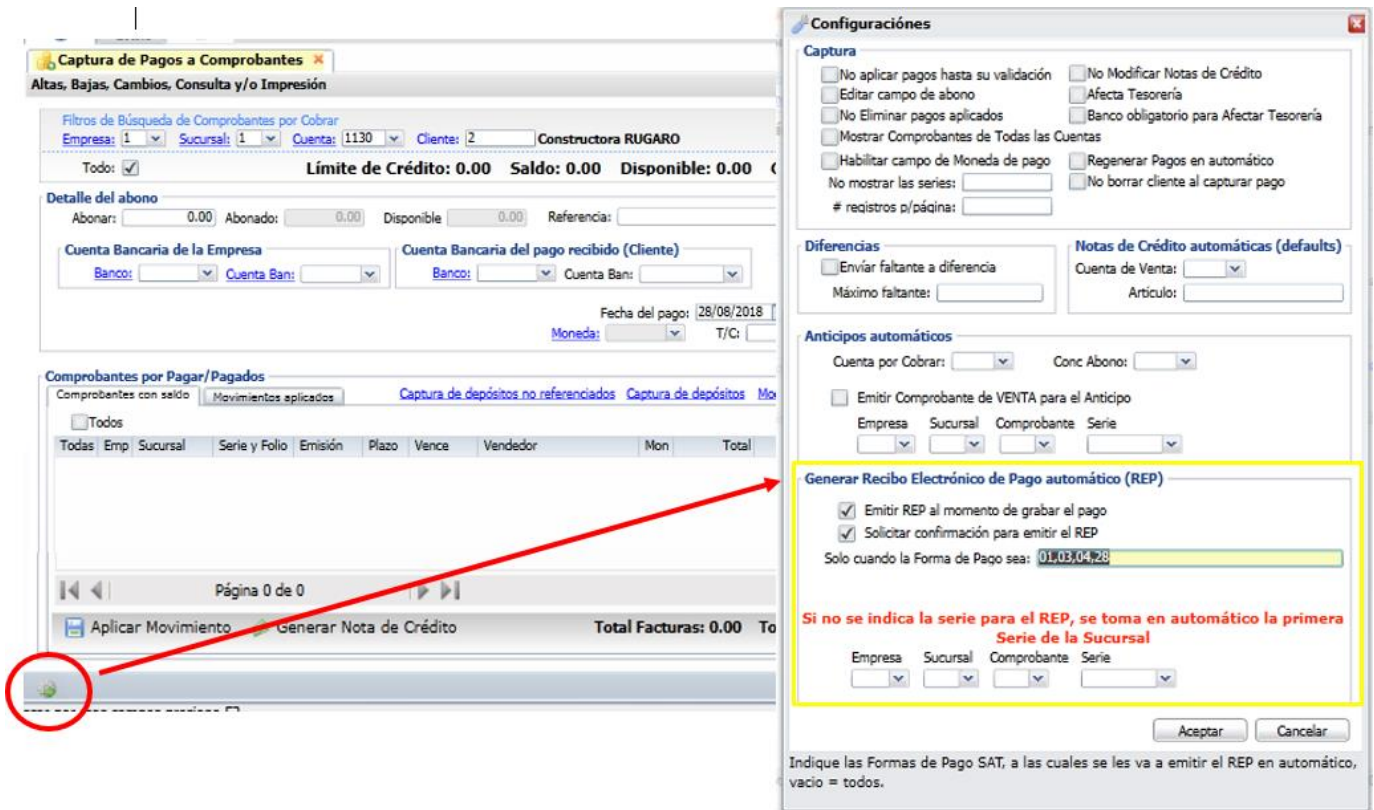 Captura de Pagos a Comprobantes
Altas, Bajas, Cambios, Consulta y/o Impresión
Filtros de Búsqueda de Comprobantes por Cobrar
Empresa: 1 Sucursal: 1 Cuenta: 1130 Cliente: 2 Constructora RUGARO
Todo: Límite de Crédito: 0.00 Saldo: 0.00 Disponible: 0.00
Detalle del abono
Abonar: 0.00 Abonado: 0.00 Disponible 0.00 Referencia:
Cuenta Bancaria de la Empresa Cuenta Bancaria del pago recibido (Cliente)
Banco: Cuenta Ban: Banco: Cuenta Ban:
Fecha del pago: 28/08/2018
Moneda: T/C:
Comprobantes por Pagar/Pagados
Comprobantes con saldo Movimientos aplicados Captura de depósitos no referenciados Captura de depósitos
Todos
Todas Emp Sucursal Serie y Folio Emisión Plazo Vence Vendedor Mon Total
Página 0 de 0
Aplicar Movimiento Generar Nota de Crédito Total Facturas: 0.00
Configuraciónes
Captura
No aplicar pagos hasta su validación No Modificar Notas de Crédito
Editar campo de abono Afecta Tesorería
No Eliminar pagos aplicados Banco obligatorio para Afectar Tesorería
Mostrar Comprobantes de Todas las Cuentas
Habilitar campo de Moneda de pago Regenerar Pagos en automático
No mostrar las series: No borrar cliente al capturar pago
# registros p/página:
Diferencias Notas de Crédito automáticas (defaults)
Envíar faltante a diferencia Cuenta de Venta:
Máximo faltante: Artículo:
Anticipos automáticos
Cuenta por Cobrar: Conc Abono:
Emitir Comprobante de VENTA para el Anticipo
Empresa Sucursal Comprobante Serie
Generar Recibo Electrónico de Pago automático (REP)
Emitir REP al momento de grabar el pago
Solicitar confirmación para emitir el REP
Solo cuando la Forma de Pago sea: 01,03,04,28
Si no se indica la serie para el REP, se toma en automático la primera
Serie de la Sucursal
Empresa Sucursal Comprobante Serie
Aceptar Cancelar
Indique las Formas de Pago SAT, a las cuales se les va a emitir el REP en automático,
vacio = todos.